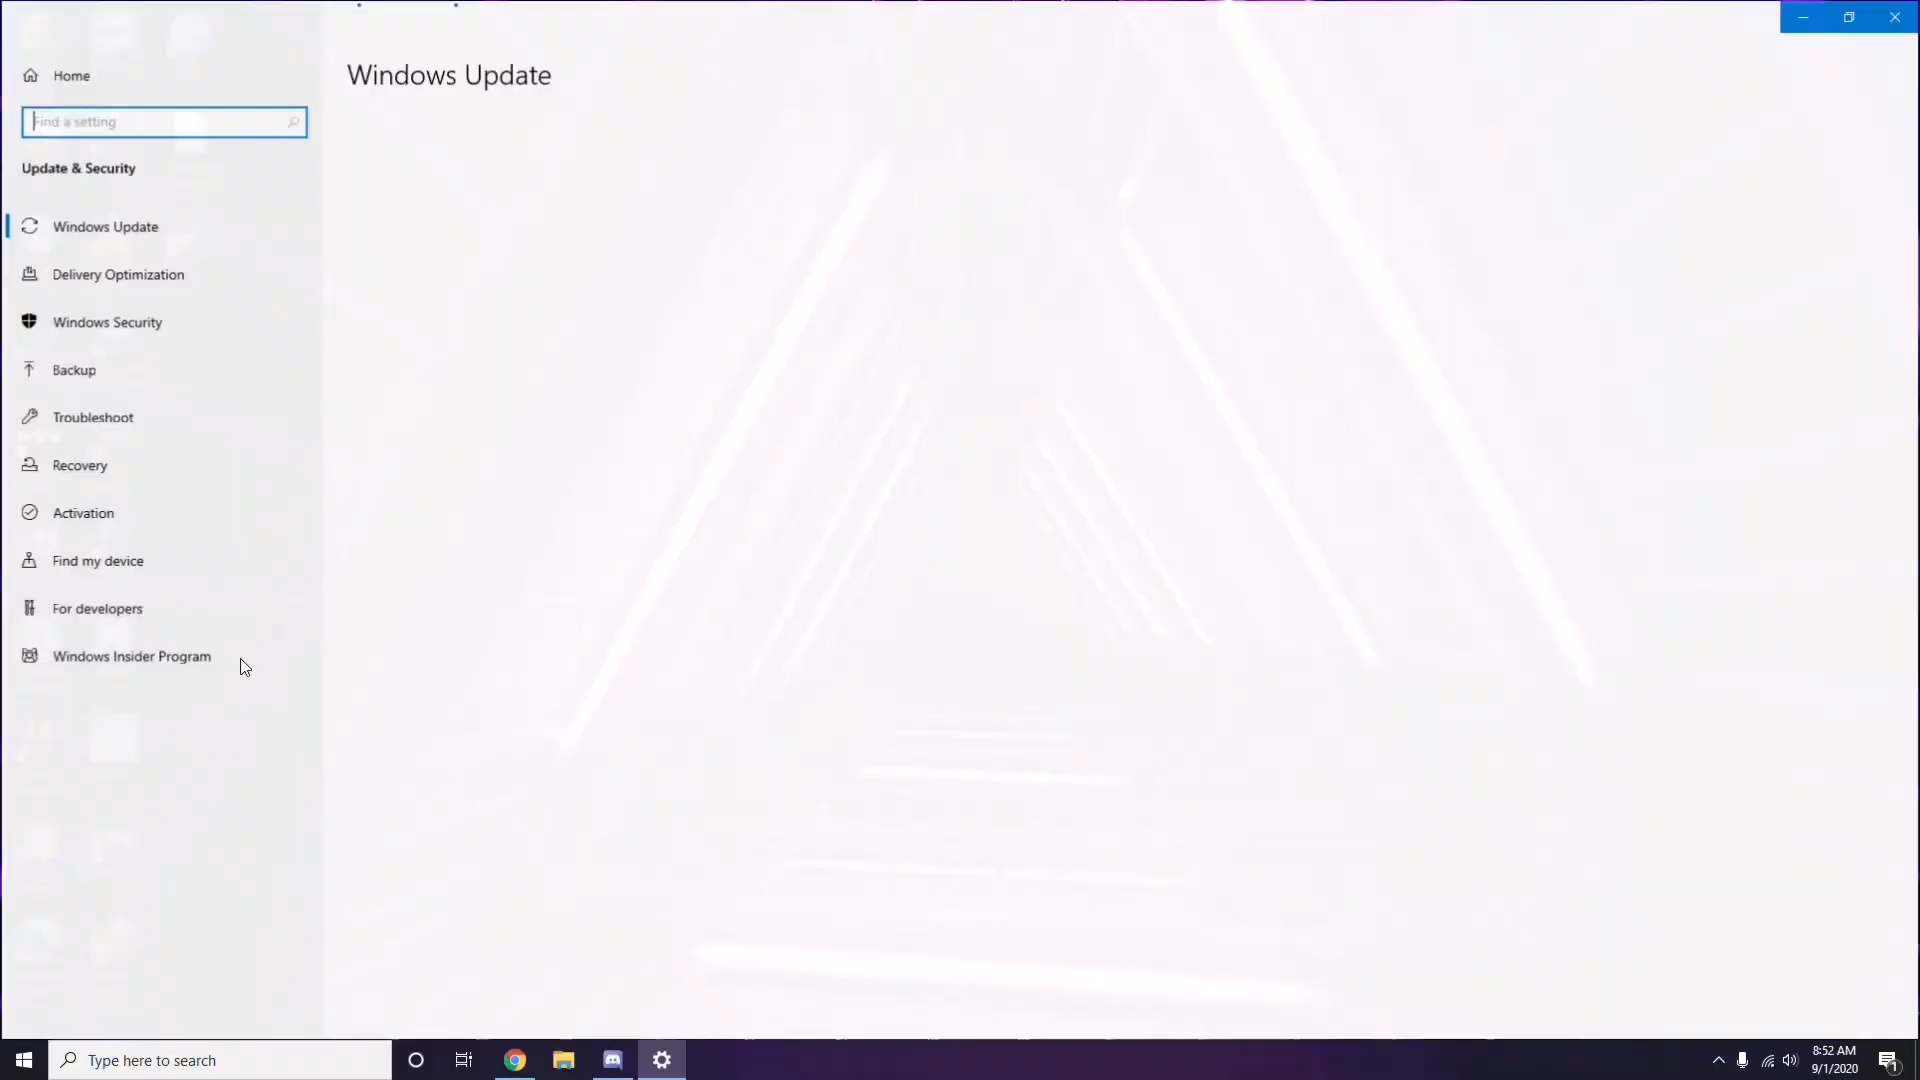 Home
Windows Update
Find a setting
Update & Security
Windows Update
Delivery Optimization
Windows Security
Backup
Troubleshoot
Recovery
Activation
Find my device
For developers
Windows Insider Program
Type here to search
8:52 AM
9/1/2020
1